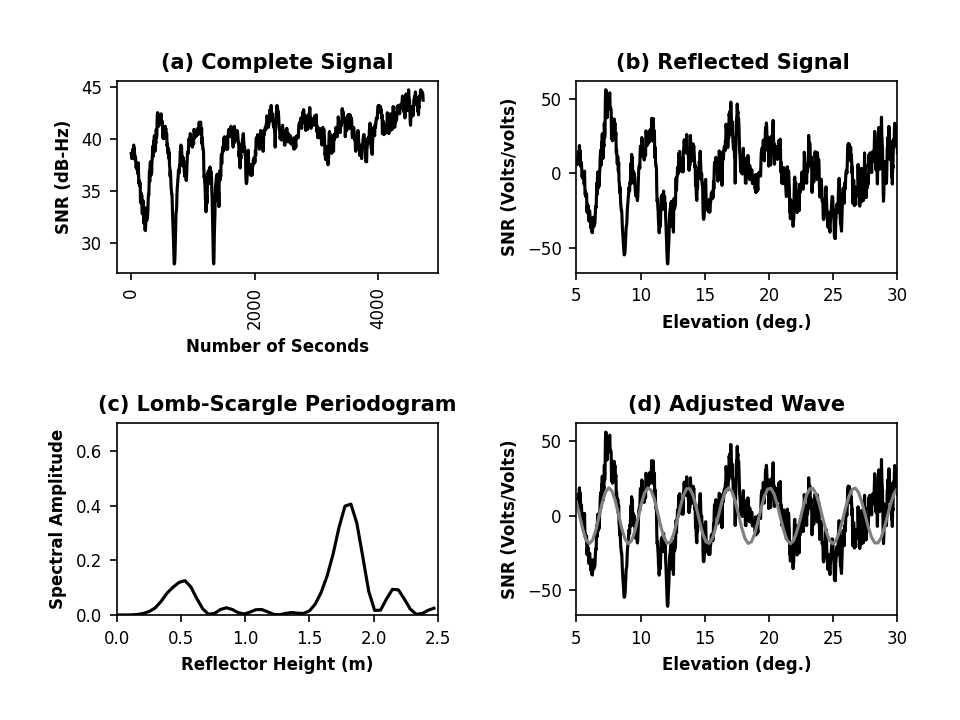 (a) Complete Signal
SNR (dB-Hz)
45
40
35
30
0
2000
4000
Number of Seconds
(b) Reflected Signal
SNR (Volts/volts)
50
0
−50
5 10 15 20 25 30
Elevation (deg.)
(c) Lomb-Scargle Periodogram
Spectral Amplitude
0.6
0.4
0.2
0.0
0.0 0.5 1.0 1.5 2.0 2.5
Reflector Height (m)
(d) Adjusted Wave
SNR (Volts/Volts)
50
0
−50
5 10 15 20 25 30
Elevation (deg.)